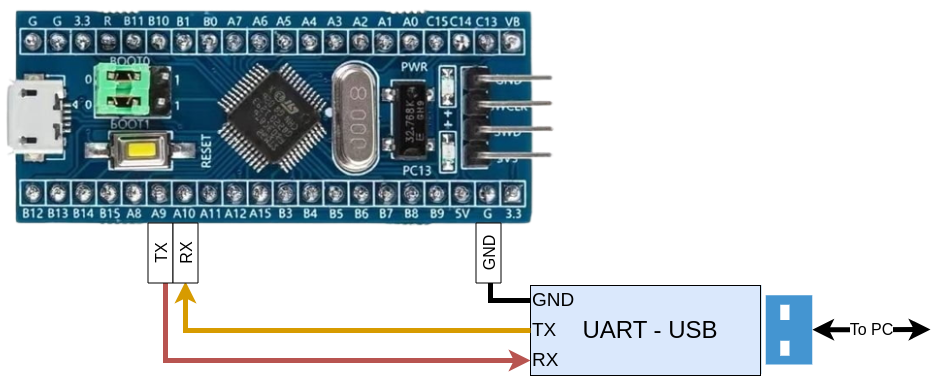 G G 3.3 R B11 B10 B1 B0 A7 A6 A5 A4 A3 A2 A1 A0 C15 C14 C13 VB
BOOT0
PWR
0 1
GND
8000
32.768K
SWCLK
4 0 1
SWD
BOOT1
RESET
PC13
3V3
B12 B13 B14 B15 A8 A9 A10 A11 A12 A15 B3 B4 B5 B6 B7 B8 B9 5V G 3.3
TX
RX
GND
GND
TX
UART - USB
To PC
RX